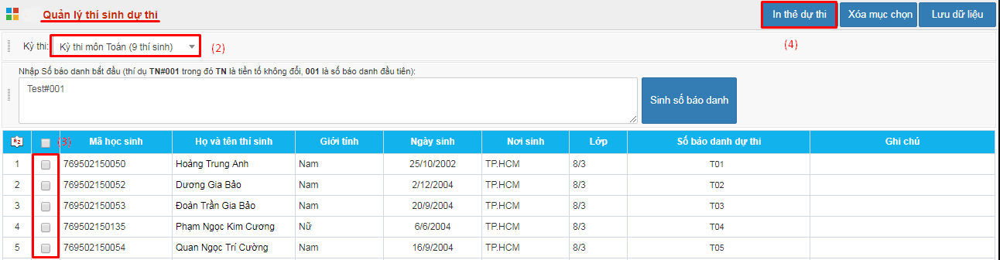 Quản lý thí sinh dự thi
In thẻ dự thi
Xóa mục chọn
Lưu dữ liệu
Kỳ thi: Kỳ thi môn Toán (9 thí sinh) (2)
(4)
Nhập Số báo danh bắt đầu (thí dụ TN#001 trong đó TN là tiền tố không đổi, 001 là số báo danh đầu tiên):
Test#001
Sinh số báo danh
(3) Mã học sinh Họ và tên thí sinh Giới tính Ngày sinh Nơi sinh Lớp Số báo danh dự thi Ghi chú
1 769502150050 Hoàng Trung Anh Nam 25/10/2002 TP.HCM 8/3 T01
2 769502150052 Dương Gia Bảo Nam 2/12/2004 TP.HCM 8/3 T02
3 769502150053 Đoàn Trần Gia Bảo Nam 20/9/2004 TP.HCM 8/3 T03
4 769502150135 Phạm Ngọc Kim Cương Nữ 6/6/2004 TP.HCM 8/3 T04
5 769502150054 Quan Ngọc Trí Cường Nam 16/9/2004 TP.HCM 8/3 T05